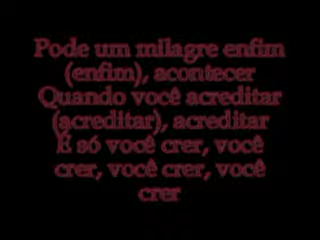 Pode um milagre enfim
(enfim), acontecer
Quando você acreditar
(acreditar), acreditar
É só você crer, você
crer, você crer, você
crer